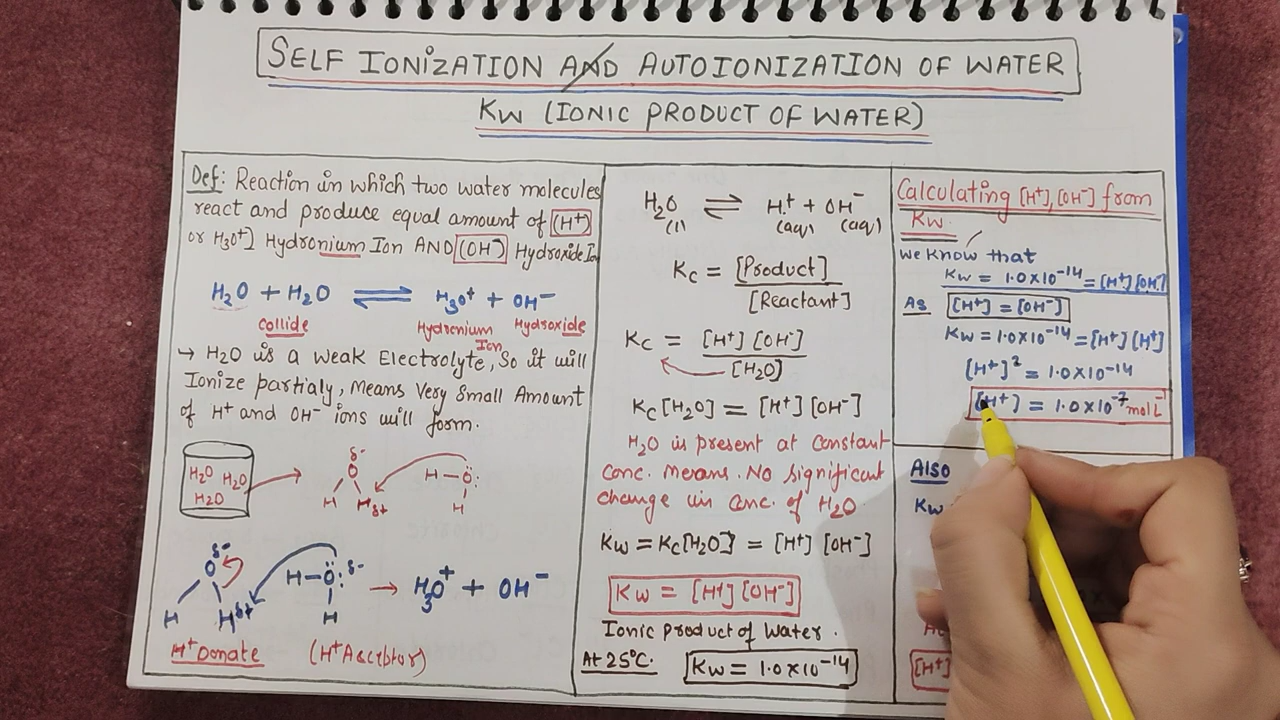 SELF IONIZATION AND AUTOIONIZATION OF WATER
KW (IONIC PRODUCT OF WATER)
Def: Reaction in which two water molecules
react and produce equal amount of (H+)
or H3O+] Hydronium Ion AND (OH-) Hydroxide Ion
H2O + H2O ⇌ H3O+ + OH-
collide Hydronium Ion Hydroxide
→ H2O is a weak Electrolyte, So it will
Ionize partialy, Means Very Small Amount
of H+ and OH- ions will form.
H2O H2O
H2O
δ-
O H-O:
H H δ+ H
δ- δ-
O H-O: → H3O+ + OH-
H H δ+ H
H+ Donate (H+ Acceptor)
H2O ⇌ H+ + OH-
(l) (aq) (aq)
Kc = [Product]
[Reactant]
Kc = [H+] [OH-]
[H2O]
Kc[H2O] = [H+] [OH-]
H2O is present at Constant
Conc. means. No significant
change in conc. of H2O
Kw = Kc[H2O] = [H+] [OH-]
Kw = [H+] [OH-]
Ionic product of Water.
At 25°C. Kw = 1.0×10-14
Calculating [H+], [OH-] from
Kw.
We Know that
Kw = 1.0×10-14 = [H+] [OH-]
As [H+] = [OH-]
Kw = 1.0×10-14 = [H+] [H+]
[H+]2 = 1.0×10-14
[H+] = 1.0×10-7 mol L-1
Also
Kw
[H+]